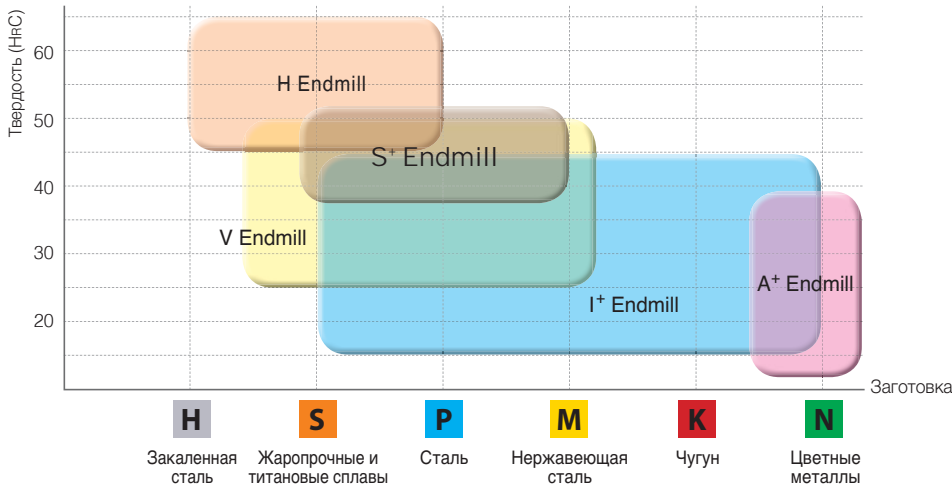 Твердость (HRC)
60
50
40
30
20
H Endmill
S+ Endmill
V Endmill
I+ Endmill
A+ Endmill
Заготовка
H
S
P
M
K
N
Закаленная
сталь
Жаропрочные и
титановые сплавы
Сталь
Нержавеющая
сталь
Чугун
Цветные
металлы